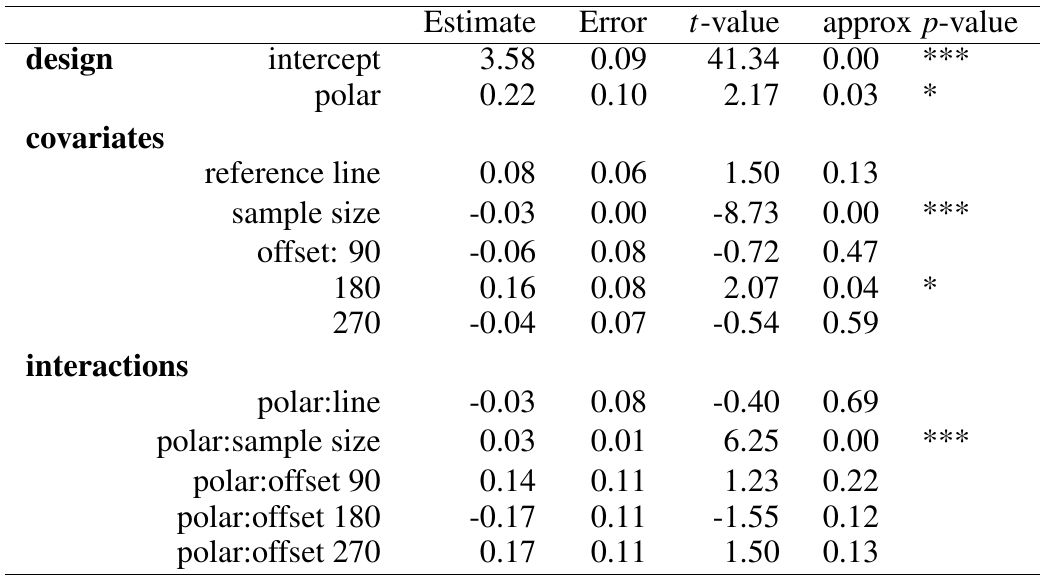 Estimate Error t-value approx p-value
design intercept 3.58 0.09 41.34 0.00 ***
polar 0.22 0.10 2.17 0.03 *
covariates
reference line 0.08 0.06 1.50 0.13
sample size -0.03 0.00 -8.73 0.00 ***
offset: 90 -0.06 0.08 -0.72 0.47
180 0.16 0.08 2.07 0.04 *
270 -0.04 0.07 -0.54 0.59
interactions
polar:line -0.03 0.08 -0.40 0.69
polar:sample size 0.03 0.01 6.25 0.00 ***
polar:offset 90 0.14 0.11 1.23 0.22
polar:offset 180 -0.17 0.11 -1.55 0.12
polar:offset 270 0.17 0.11 1.50 0.13